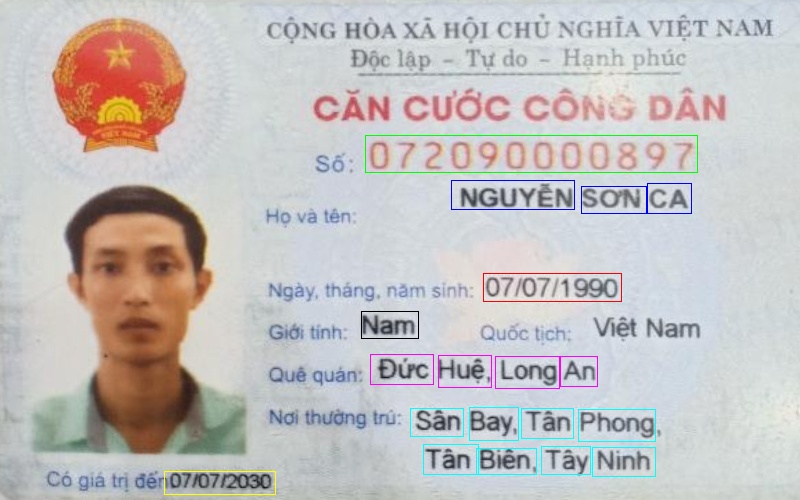 CỘNG HÒA XÃ HỘI CHỦ NGHĨA VIỆT NAM
Độc lập - Tự do - Hạnh phúc
CĂN CƯỚC CÔNG DÂN
Số: 072090000897
Họ và tên: NGUYỄN SƠN CA
Ngày, tháng, năm sinh: 07/07/1990
Giới tính: Nam Quốc tịch: Việt Nam
Quê quán: Đức Huệ, Long An
Nơi thường trú: Sân Bay, Tân Phong,
Tân Biên, Tây Ninh
Có giá trị đến 07/07/2030
VIỆT NAM